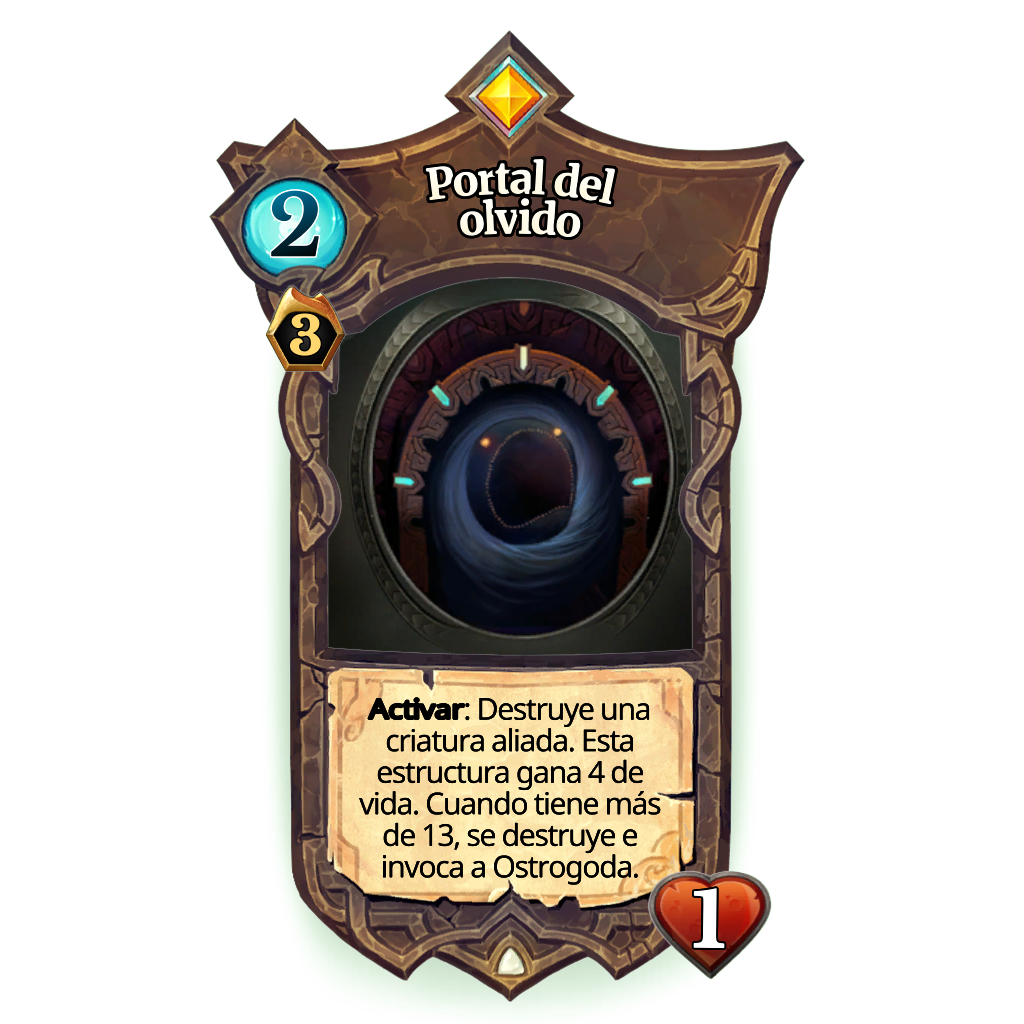 2
Portal del
olvido
3
Activar: Destruye una
criatura aliada. Esta
estructura gana 4 de
vida. Cuando tiene más
de 13, se destruye e
invoca a Ostrogoda.
1